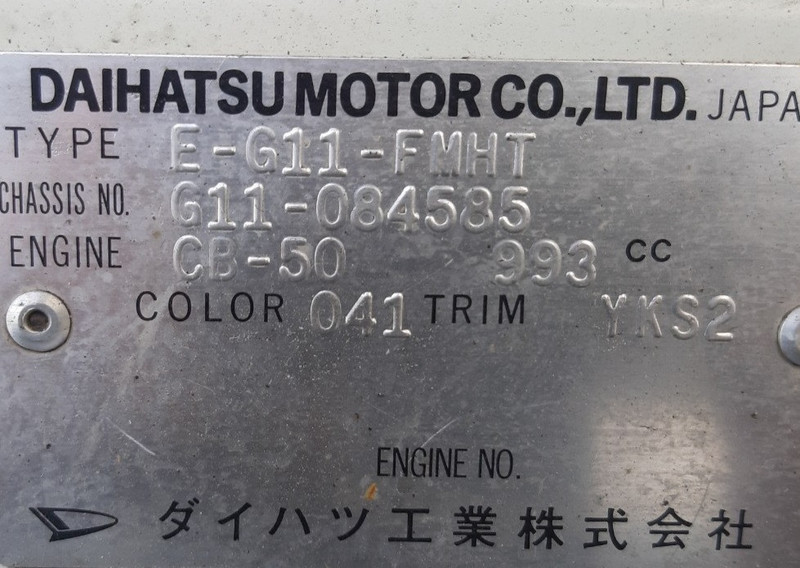 DAIHATSU MOTOR CO.,LTD. JAPA
TYPE E-G11-FMHT
CHASSIS NO. G11-084585
ENGINE CB-50 993 CC
COLOR 041 TRIM YKS2
ENGINE NO.
ダイハツ工業株式会社